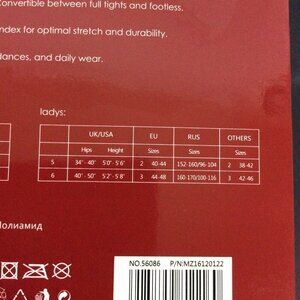 Convertible between full tights and footless.
for optimal stretch and durability.
dances, and daily wear.
ladys:
UK/USA EU RUS OTHERS
Hips Height Sizes Sizes Sizes
5 34"-40" 5'0"-5'6" 2 40-44 152-160/96-104 2 38-42
6 40"-50" 5'2"-5'8" 3 44-48 160-170/100-116 3 42-46
Полиамид
NO.56086 P/N:MZ16120122